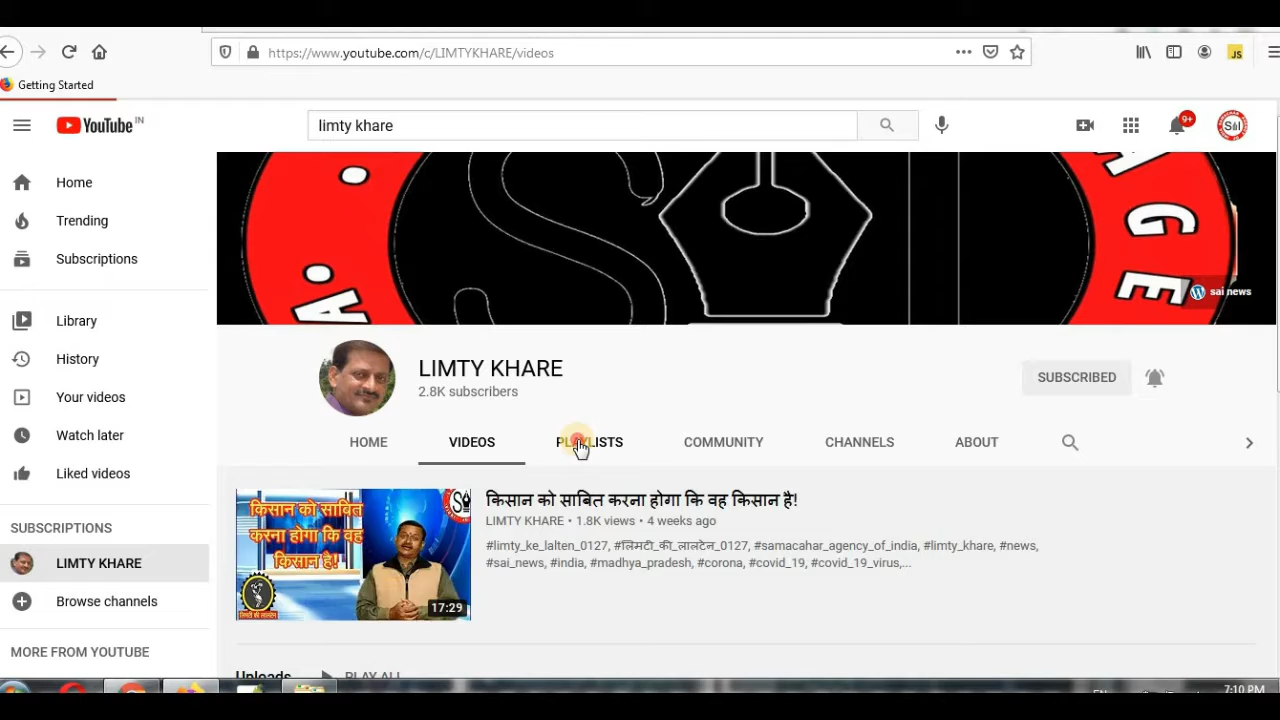 https://www.youtube.com/c/LIMTYKHARE/videos
JS
Getting Started
YouTube IN
limty khare
9+
Home
Trending
Subscriptions
Library
History
Your videos
Watch later
Liked videos
SUBSCRIPTIONS
LIMTY KHARE
Browse channels
MORE FROM YOUTUBE
AGE
sai news
LIMTY KHARE
2.8K subscribers
SUBSCRIBED
HOME
VIDEOS
PLAYLISTS
COMMUNITY
CHANNELS
ABOUT
किसान को साबित
करना होगा कि वह
किसान है!
17:29
किसान को साबित करना होगा कि वह किसान है!
LIMTY KHARE • 1.8K views • 4 weeks ago
#limty_ke_lalten_0127, #लिमटी_की_लालटेन_0127, #samacahar_agency_of_india, #limty_khare, #news,
#sai_news, #india, #madhya_pradesh, #corona, #covid_19, #covid_19_virus,...
Uploads
PLAY ALL
7:10 PM